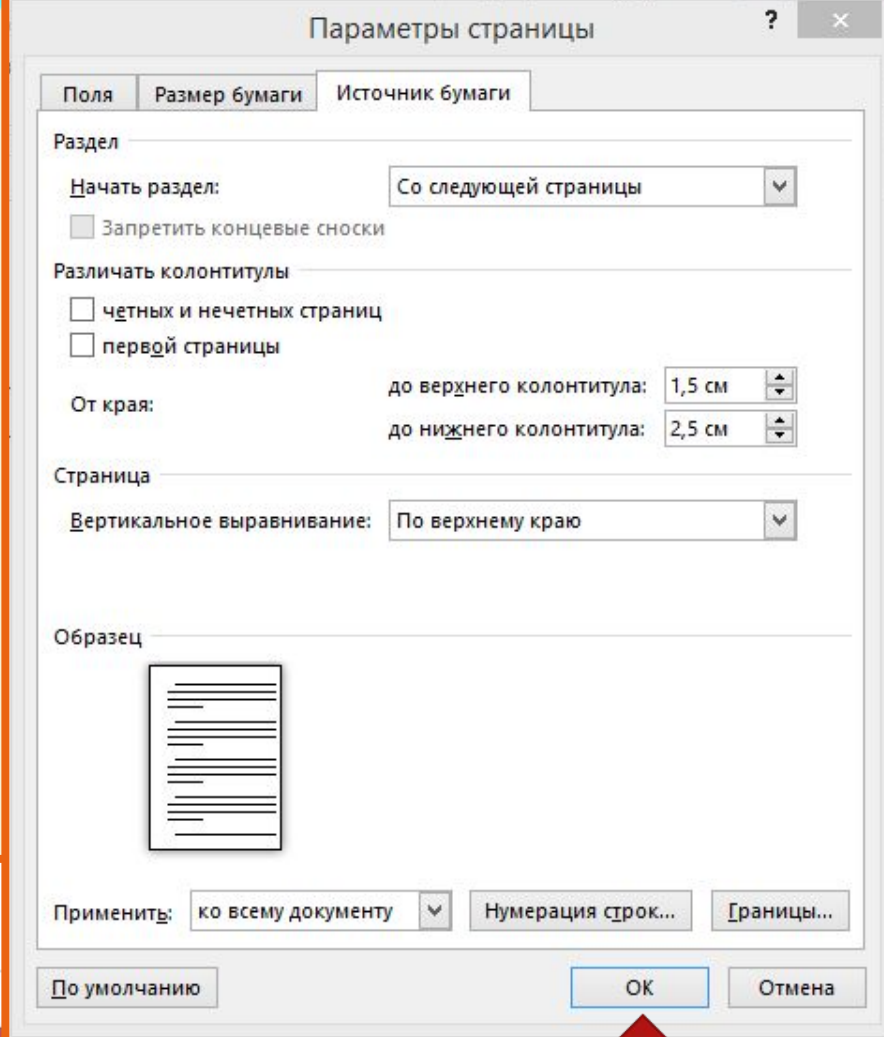 Параметры страницы ?
Поля Размер бумаги Источник бумаги
Раздел
Начать раздел: Со следующей страницы
Запретить концевые сноски
Различать колонтитулы
четных и нечетных страниц
первой страницы
От края:
до верхнего колонтитула: 1,5 см
до нижнего колонтитула: 2,5 см
Страница
Вертикальное выравнивание: По верхнему краю
Образец
Применить: ко всему документу Нумерация строк... Границы...
По умолчанию ОК Отмена